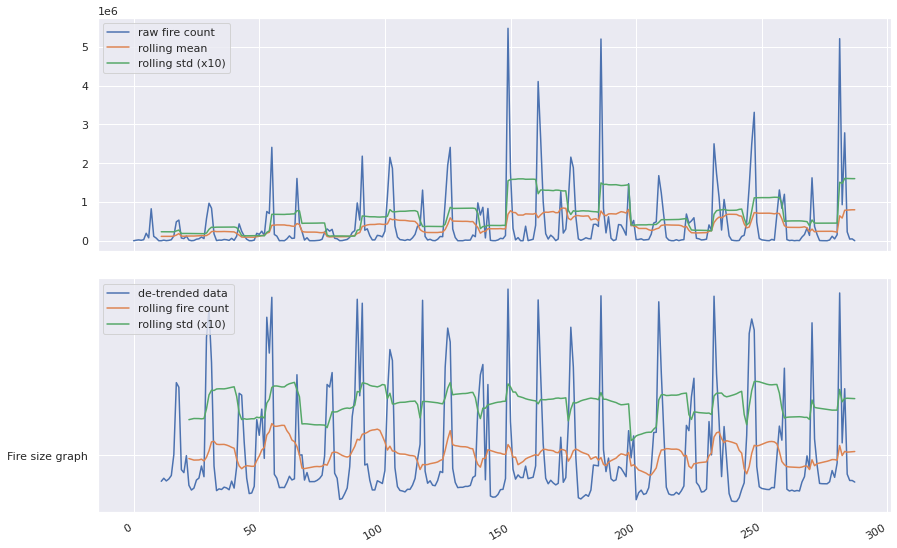 1e6
raw fire count
rolling mean
rolling std (x10)
5
4
3
2
1
0
de-trended data
rolling fire count
rolling std (x10)
Fire size graph
0
50
100
150
200
250
300